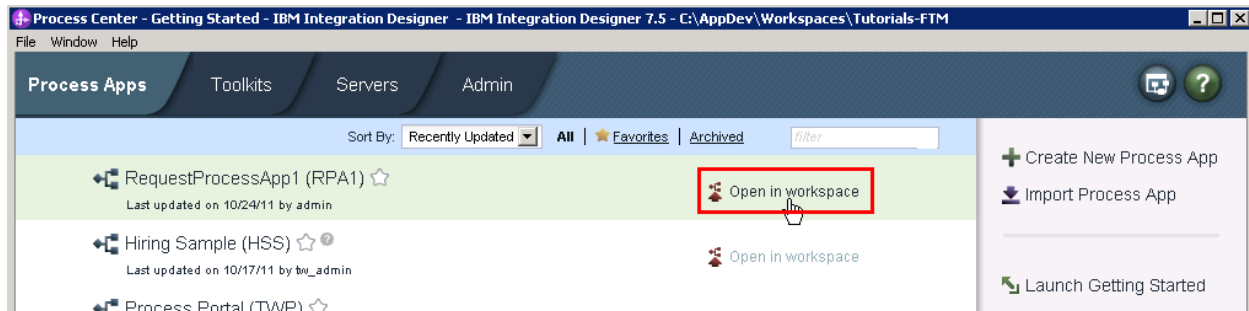 Process Center - Getting Started - IBM Integration Designer - IBM Integration Designer 7.5 - C:\AppDev\Workspaces\Tutorials-FTM
File Window Help
Process Apps Toolkits Servers Admin
Sort By: Recently Updated All | Favorites | Archived filter
RequestProcessApp1 (RPA1)
Last updated on 10/24/11 by admin
Open in workspace
Hiring Sample (HSS)
Last updated on 10/17/11 by tw_admin
Open in workspace
Process Portal (TWP)
Create New Process App
Import Process App
Launch Getting Started